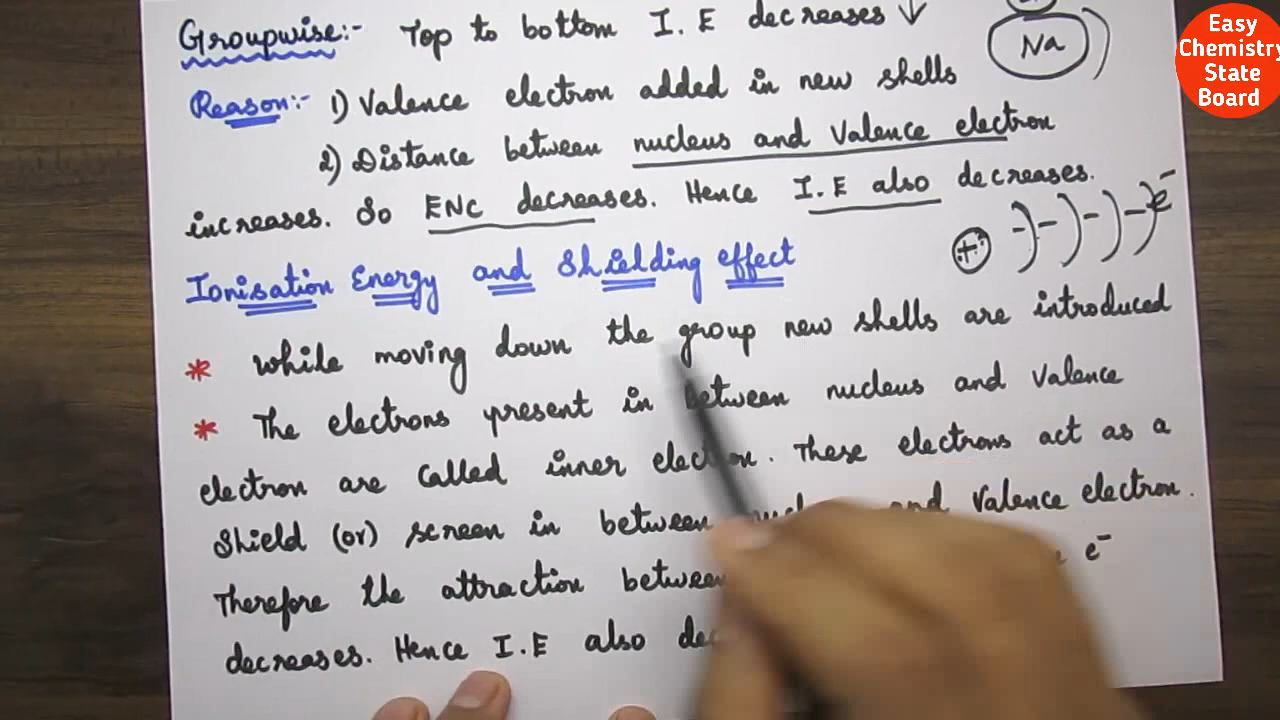 Groupwise:- Top to bottom I.E decreases ↓
Na
Easy
Chemistry
State
Board
Reason:- 1) Valence electron added in new shells
2) Distance between nucleus and Valence electron
increases. So ENC decreases. Hence I.E also decreases.
+ - - - - e-
Ionisation Energy and Shielding effect
* While moving down the group new shells are introduced
* The electrons present in between nucleus and Valence
electron are called inner electron. These electrons act as a
Shield (or) screen in between and Valence electron.
Therefore the attraction between e-
decreases. Hence I.E also